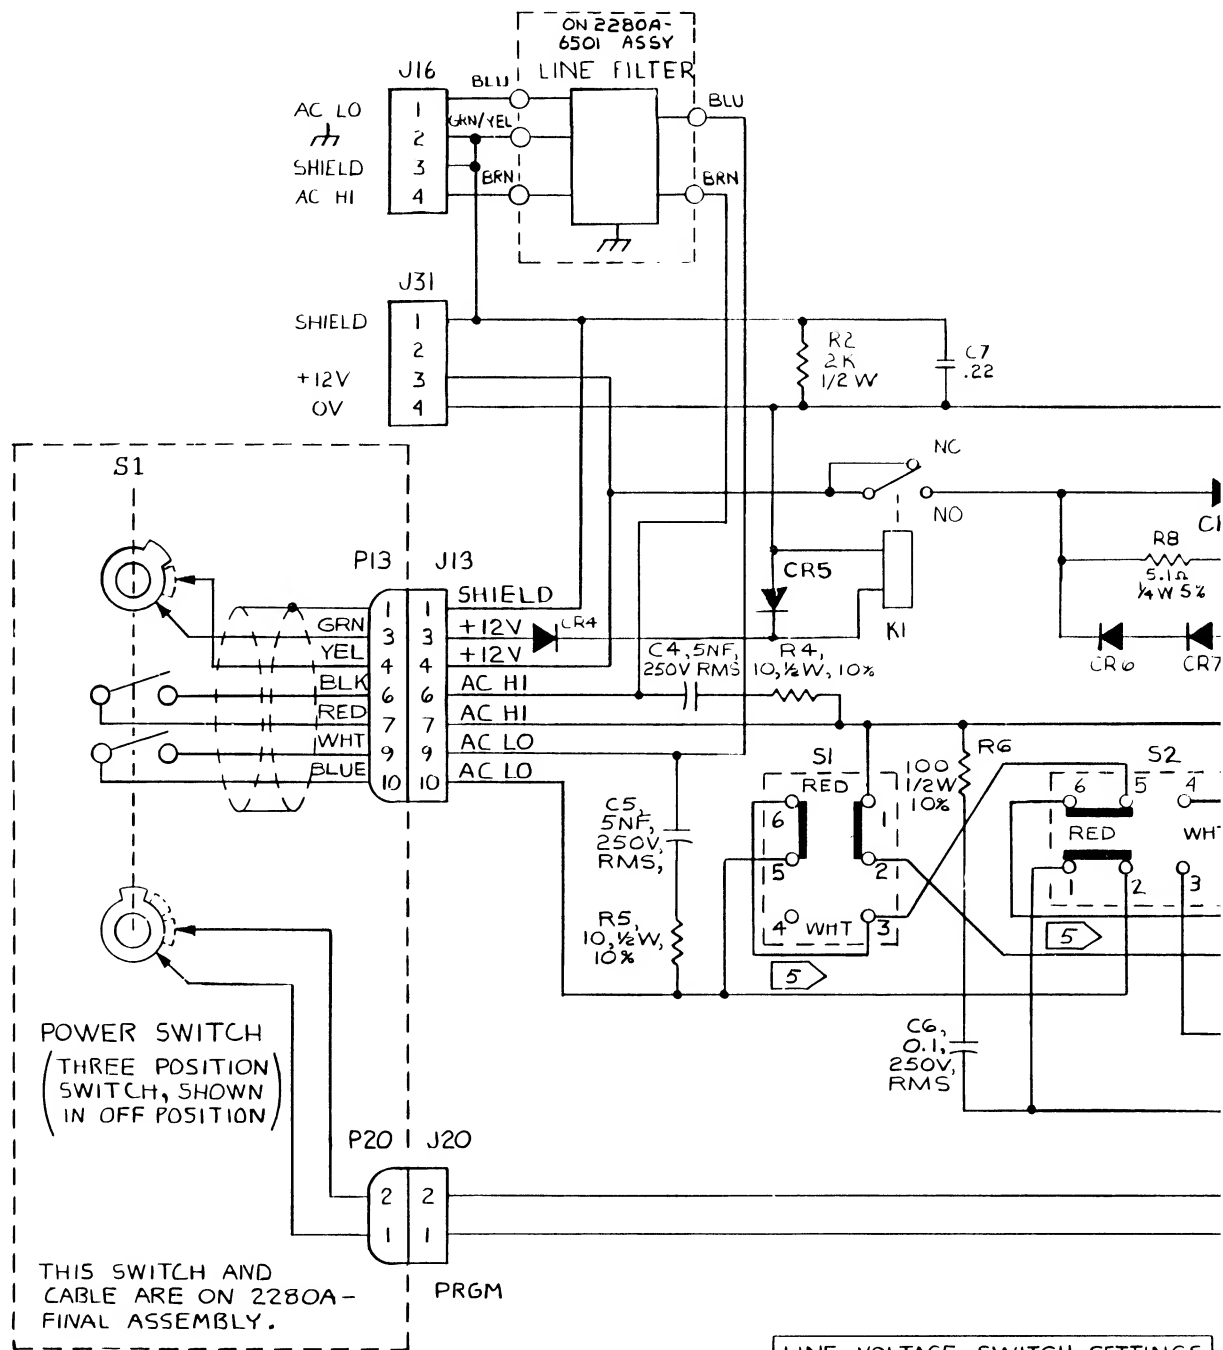 ON 2280A-
6501 ASSY
LINE FILTER
J16
BLU
BLU
AC LO
1
GRN/YEL
2
SHIELD
3
BRN
BRN
AC HI
4
J31
SHIELD
1
2
+12V
3
0V
4
R2
2K
1/2 W
C7
.22
S1
NC
NO
P13
J13
CR5
K1
R8
5.1Ω
¼W 5%
CR6
CR7
1
1
SHIELD
GRN
3
3
+12V
CR4
YEL
4
4
+12V
C4, 5NF,
250V RMS
R4,
10, ½W, 10%
BLK
6
6
AC HI
RED
7
7
AC HI
WHT
9
9
AC LO
BLUE
10
10
AC LO
C5,
5NF,
250V,
RMS,
R5,
10, ½W,
10%
S1
RED
6
1
5
2
4
WHT
3
5
R6
100
1/2W
10%
S2
6
5
4
RED
1
2
3
5
C6,
0.1,
250V,
RMS
POWER SWITCH
(THREE POSITION
SWITCH, SHOWN
IN OFF POSITION)
P20
J20
2
2
1
1
PRGM
THIS SWITCH AND
CABLE ARE ON 2280A-
FINAL ASSEMBLY.
LINE VOLTAGE SWITCH SETTINGS